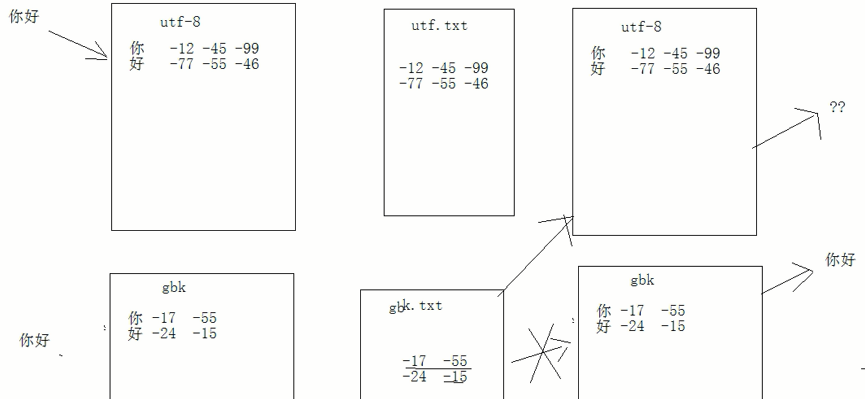 你好
utf-8
你 -12 -45 -99
好 -77 -55 -46
utf.txt
-12 -45 -99
-77 -55 -46
utf-8
你 -12 -45 -99
好 -77 -55 -46
??
你好
gbk
你 -17 -55
好 -24 -15
gbk.txt
-17 -55
-24 -15
gbk
你 -17 -55
好 -24 -15
你好